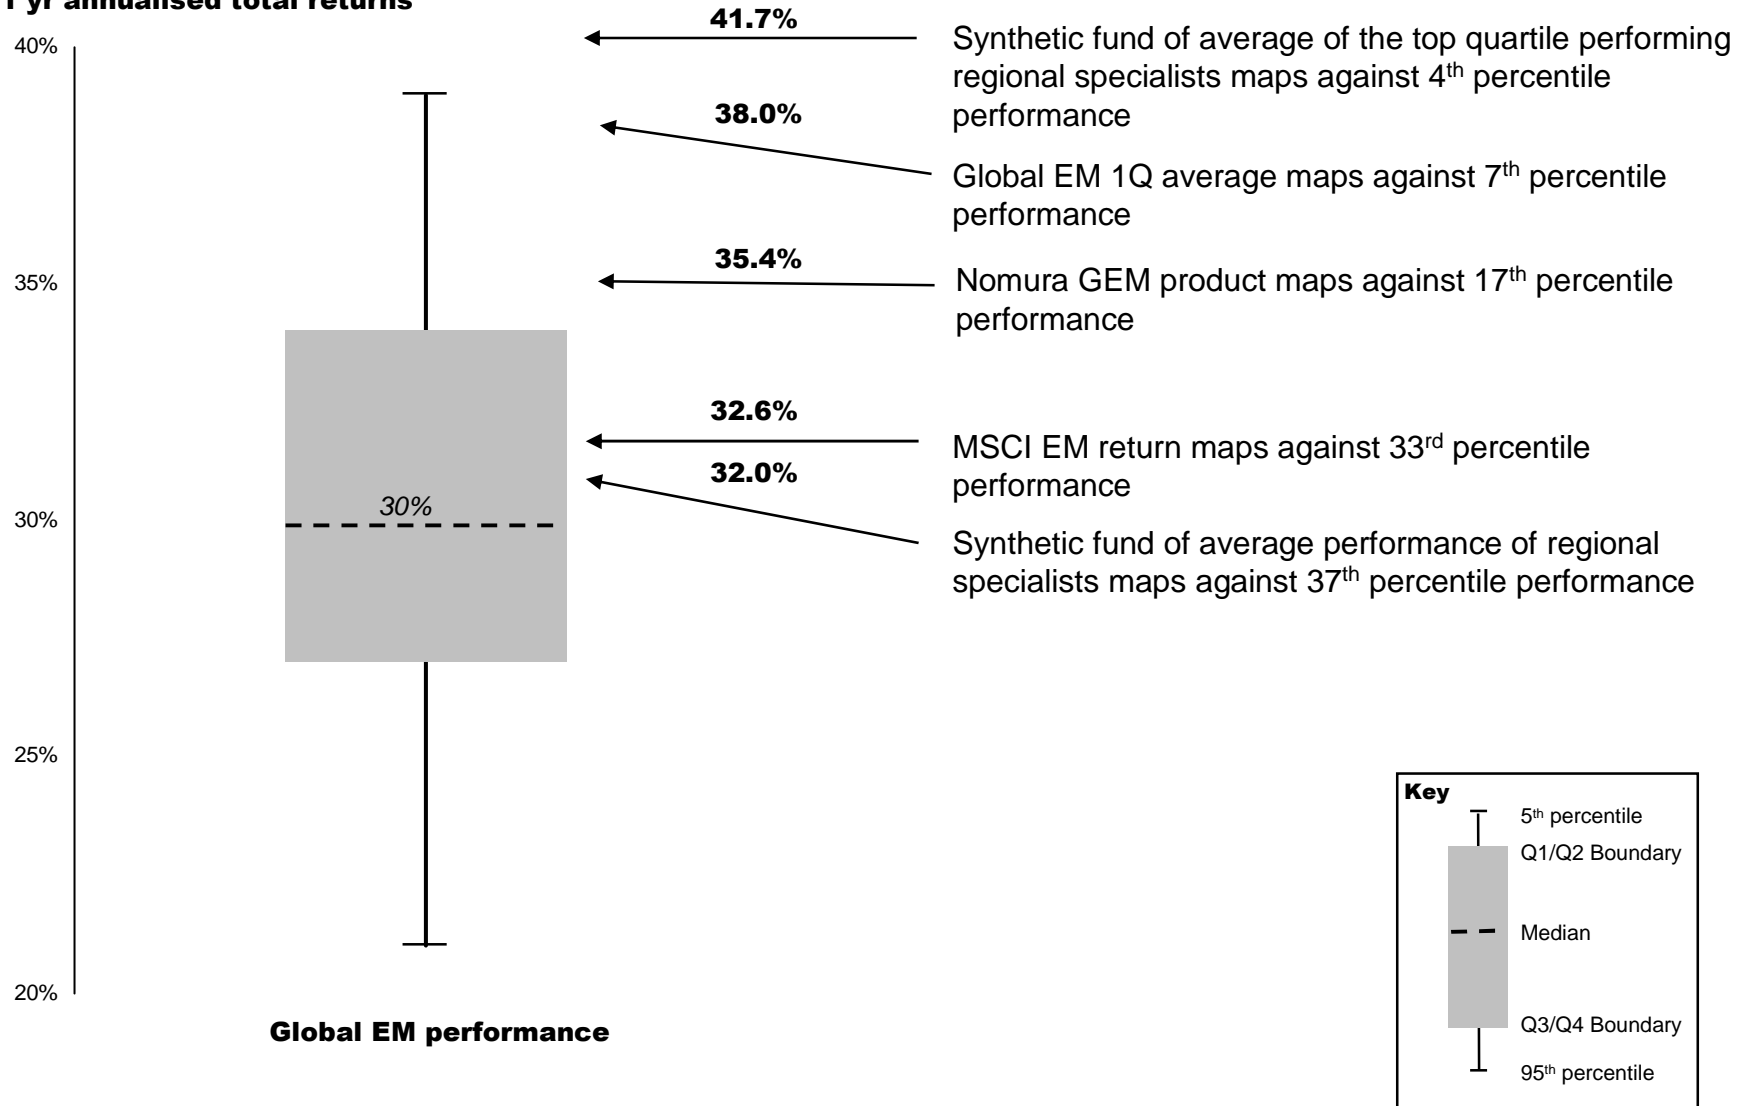 1 yr annualised total returns
40%
35%
30%
25%
20%
30%
Global EM performance
41.7%
Synthetic fund of average of the top quartile performing
regional specialists maps against 4th percentile
performance
38.0%
Global EM 1Q average maps against 7th percentile
performance
35.4%
Nomura GEM product maps against 17th percentile
performance
32.6%
MSCI EM return maps against 33rd percentile
performance
32.0%
Synthetic fund of average performance of regional
specialists maps against 37th percentile performance
Key
5th percentile
Q1/Q2 Boundary
Median
Q3/Q4 Boundary
95th percentile